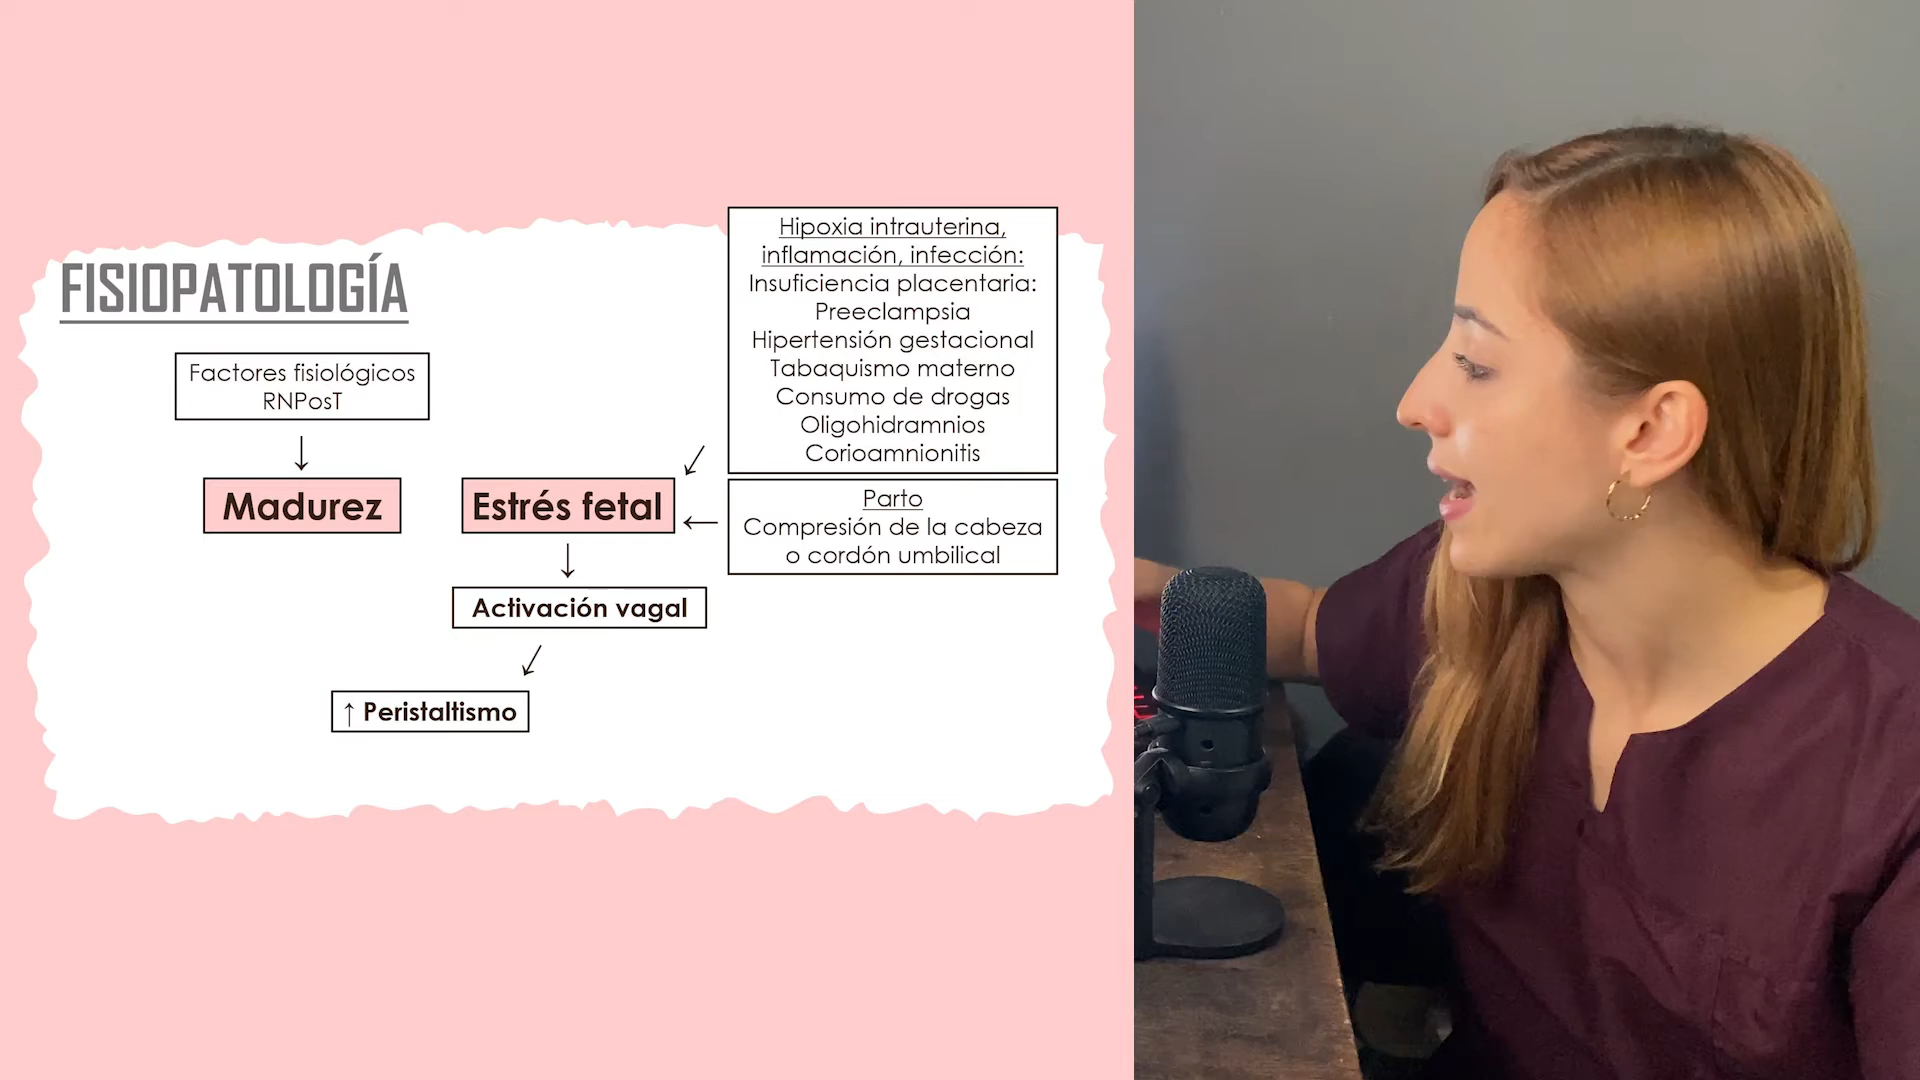 FISIOPATOLOGÍA
Factores fisiológicos
RNPosT
Madurez
Estrés fetal
Hipoxia intrauterina,
inflamación, infección:
Insuficiencia placentaria:
Preeclampsia
Hipertensión gestacional
Tabaquismo materno
Consumo de drogas
Oligohidramnios
Corioamnionitis
Parto
Compresión de la cabeza
o cordón umbilical
Activación vagal
↑ Peristaltismo